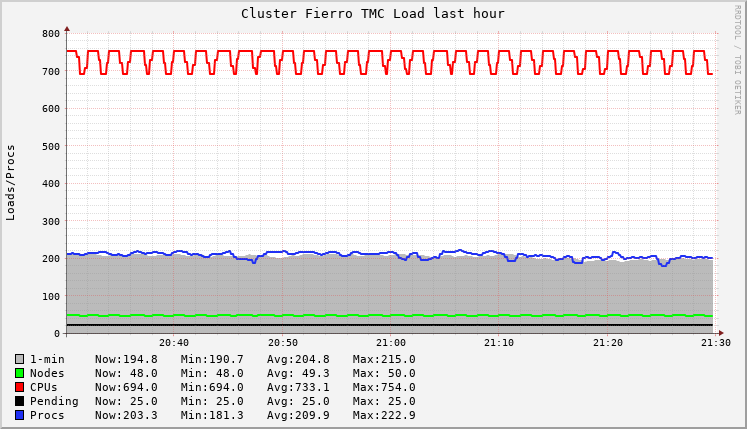 Cluster Fierro TMC Load last hour
RRDTOOL / TOBI OETIKER
Loads/Procs
800
700
600
500
400
300
200
100
0
20:40 20:50 21:00 21:10 21:20 21:30
1-min Now:194.8 Min:190.7 Avg:204.8 Max:215.0
Nodes Now: 48.0 Min: 48.0 Avg: 49.3 Max: 50.0
CPUs Now:694.0 Min:694.0 Avg:733.1 Max:754.0
Pending Now: 25.0 Min: 25.0 Avg: 25.0 Max: 25.0
Procs Now:203.3 Min:181.3 Avg:209.9 Max:222.9